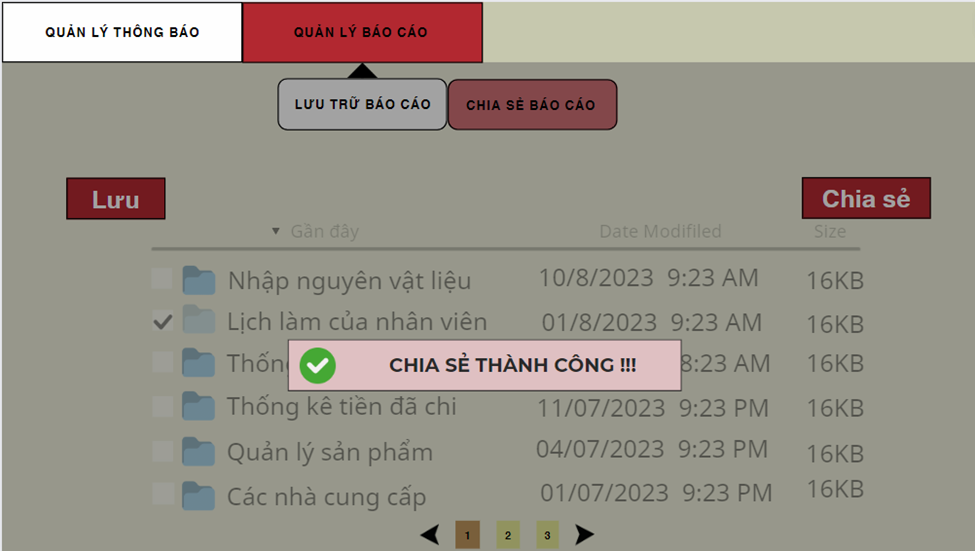 QUẢN LÝ THÔNG BÁO QUẢN LÝ BÁO CÁO
LƯU TRỮ BÁO CÁO CHIA SẺ BÁO CÁO
Lưu Chia sẻ
Gần đây Date Modifiled Size
Nhập nguyên vật liệu 10/8/2023 9:23 AM 16KB
Lịch làm của nhân viên 01/8/2023 9:23 AM 16KB
CHIA SẺ THÀNH CÔNG !!!
8:23 AM 16KB
Thống kê tiền đã chi 11/07/2023 9:23 PM 16KB
Quản lý sản phẩm 04/07/2023 9:23 PM 16KB
Các nhà cung cấp 01/07/2023 9:23 PM 16KB
1 2 3